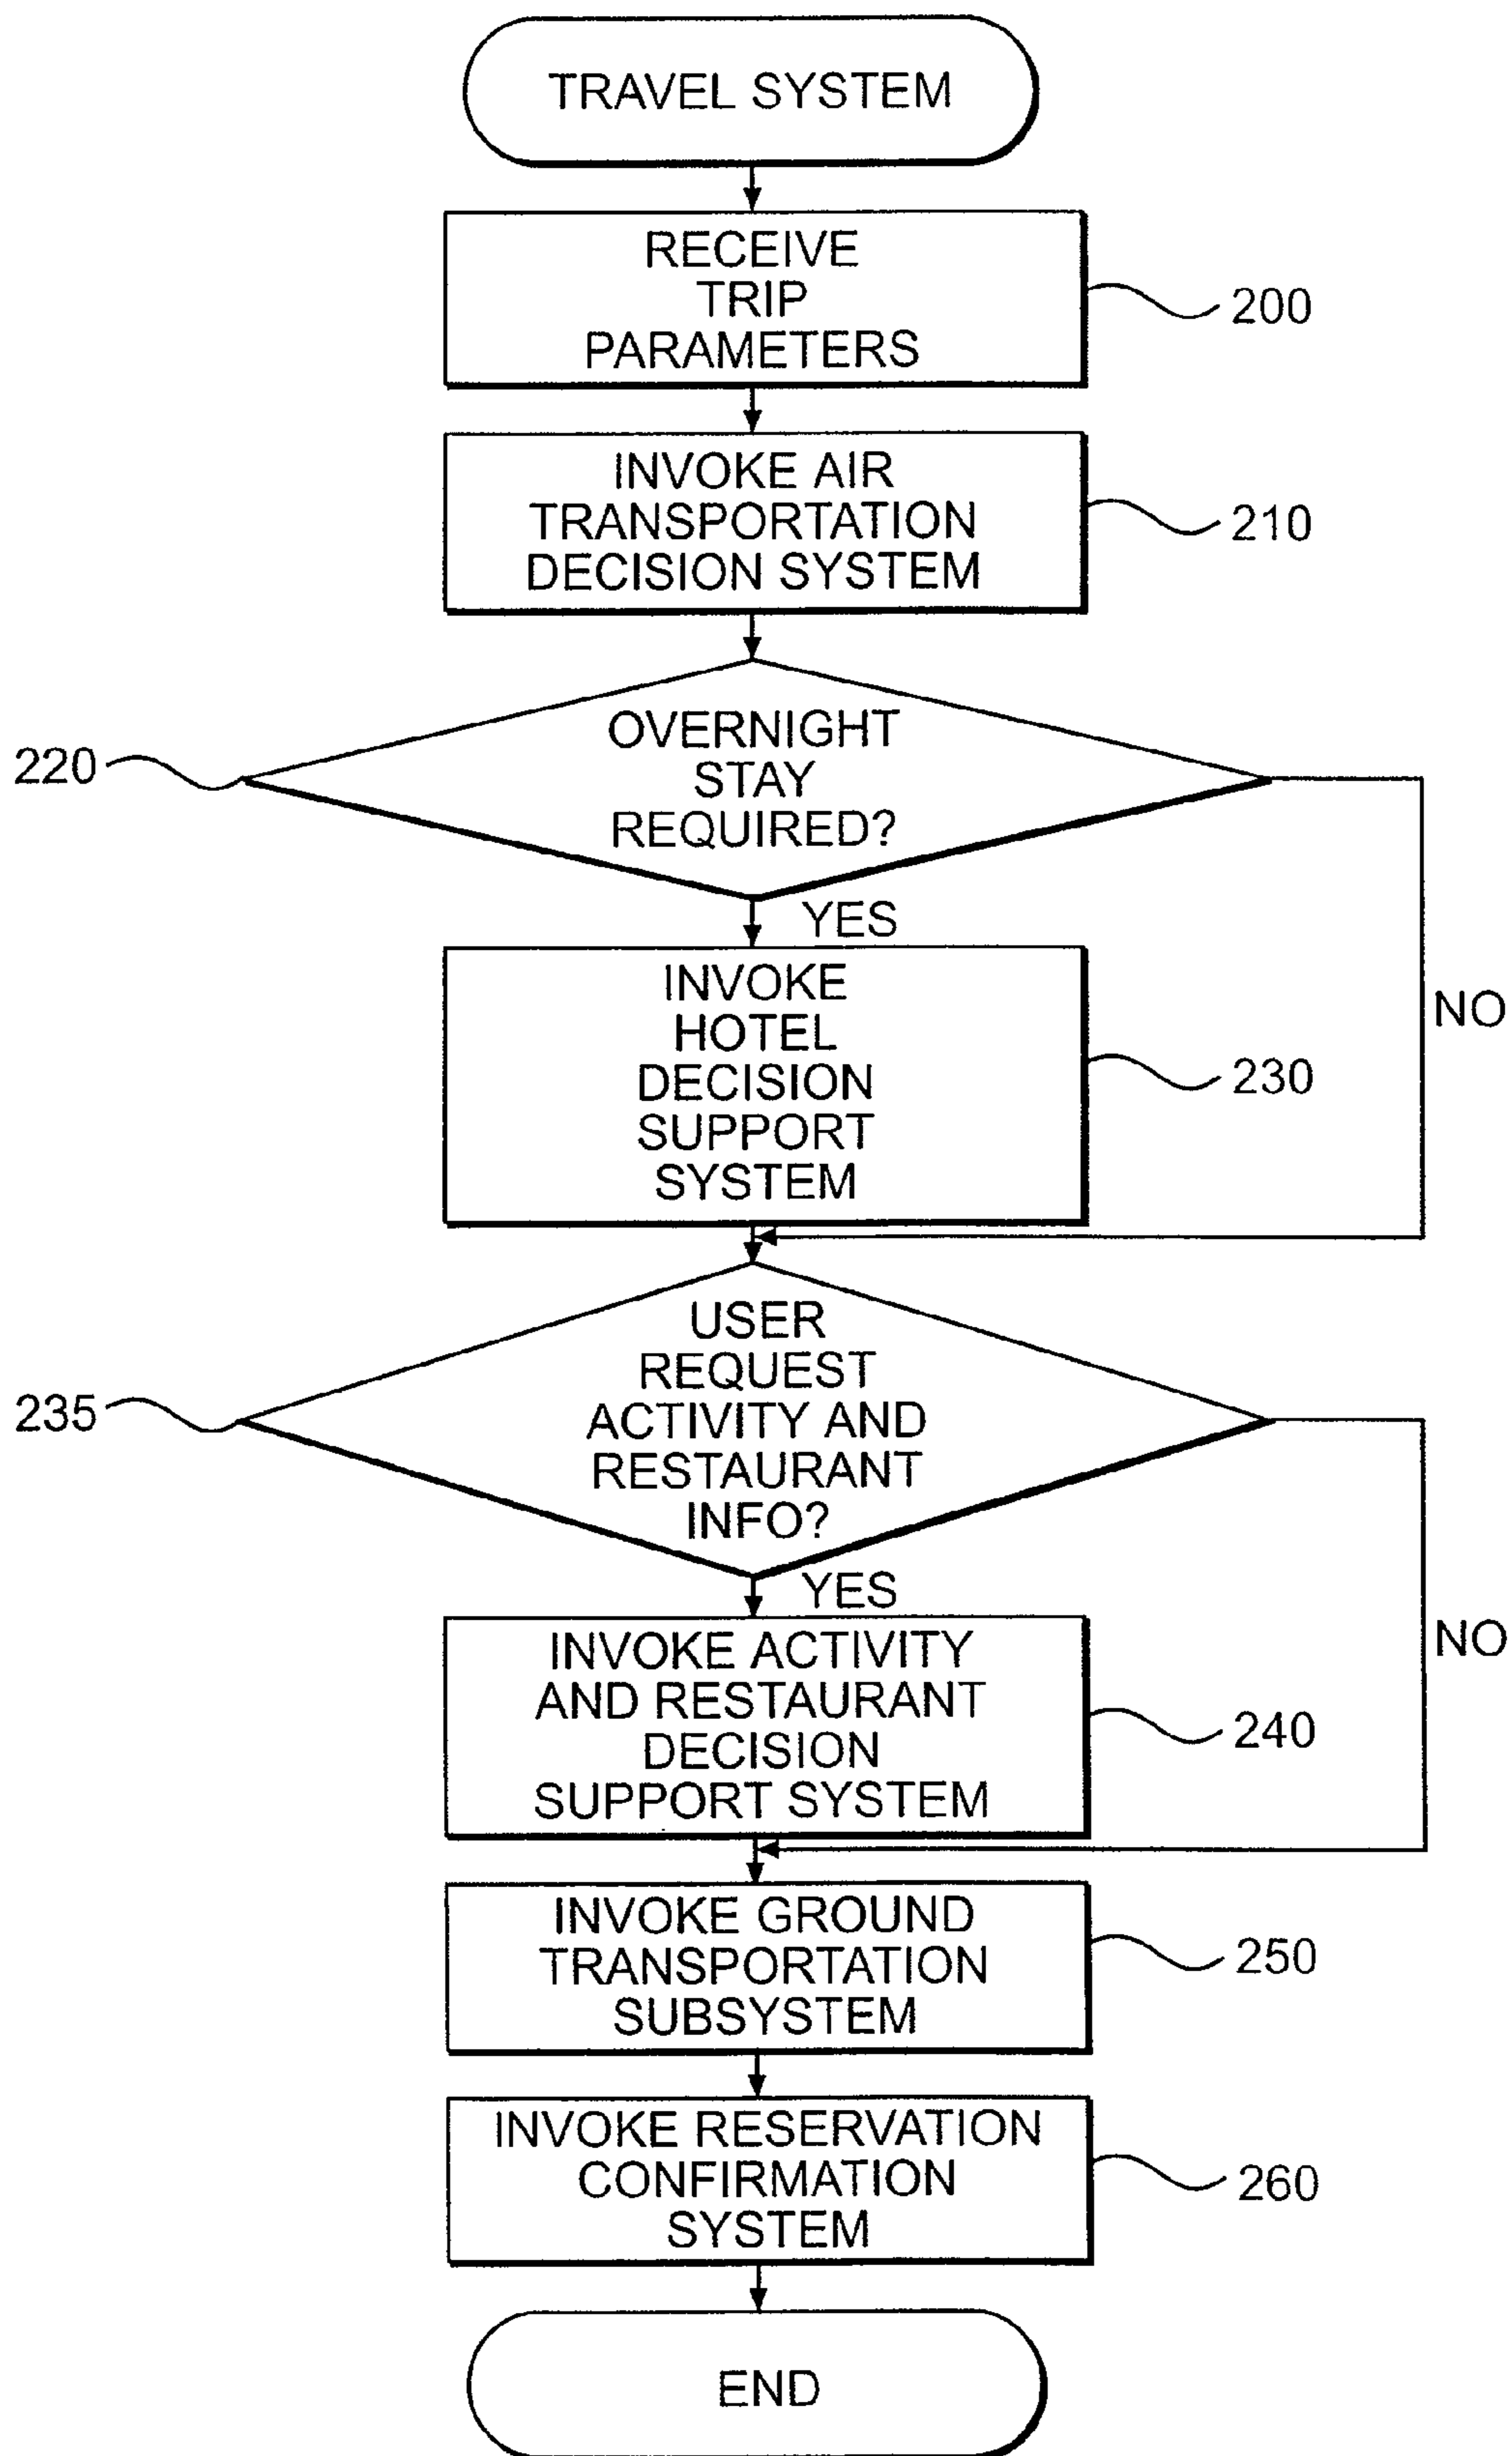 TRAVEL SYSTEM
RECEIVE
TRIP
PARAMETERS
200
INVOKE AIR
TRANSPORTATION
DECISION SYSTEM
210
OVERNIGHT
STAY
REQUIRED?
220
YES
NO
INVOKE
HOTEL
DECISION
SUPPORT
SYSTEM
230
USER
REQUEST
ACTIVITY AND
RESTAURANT
INFO?
235
YES
NO
INVOKE ACTIVITY
AND RESTAURANT
DECISION
SUPPORT SYSTEM
240
INVOKE GROUND
TRANSPORTATION
SUBSYSTEM
250
INVOKE RESERVATION
CONFIRMATION
SYSTEM
260
END